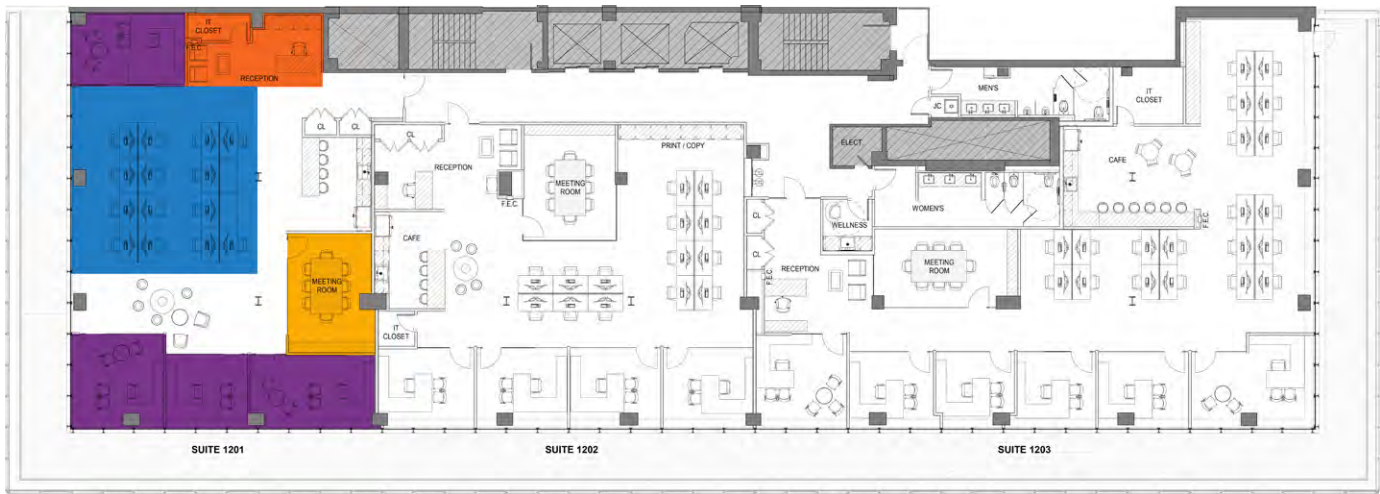 IT
CLOSET
F.E.C.
RECEPTION
CL
CL
CL
RECEPTION
MEETING
ROOM
F.E.C.
PRINT / COPY
CAFE
MEETING
ROOM
IT
CLOSET
MEN'S
JC
IT
CLOSET
ELECT.
CAFE
F.E.C.
WOMEN'S
WELLNESS
CL
CL
RECEPTION
F.E.C.
MEETING
ROOM
SUITE 1201
SUITE 1202
SUITE 1203